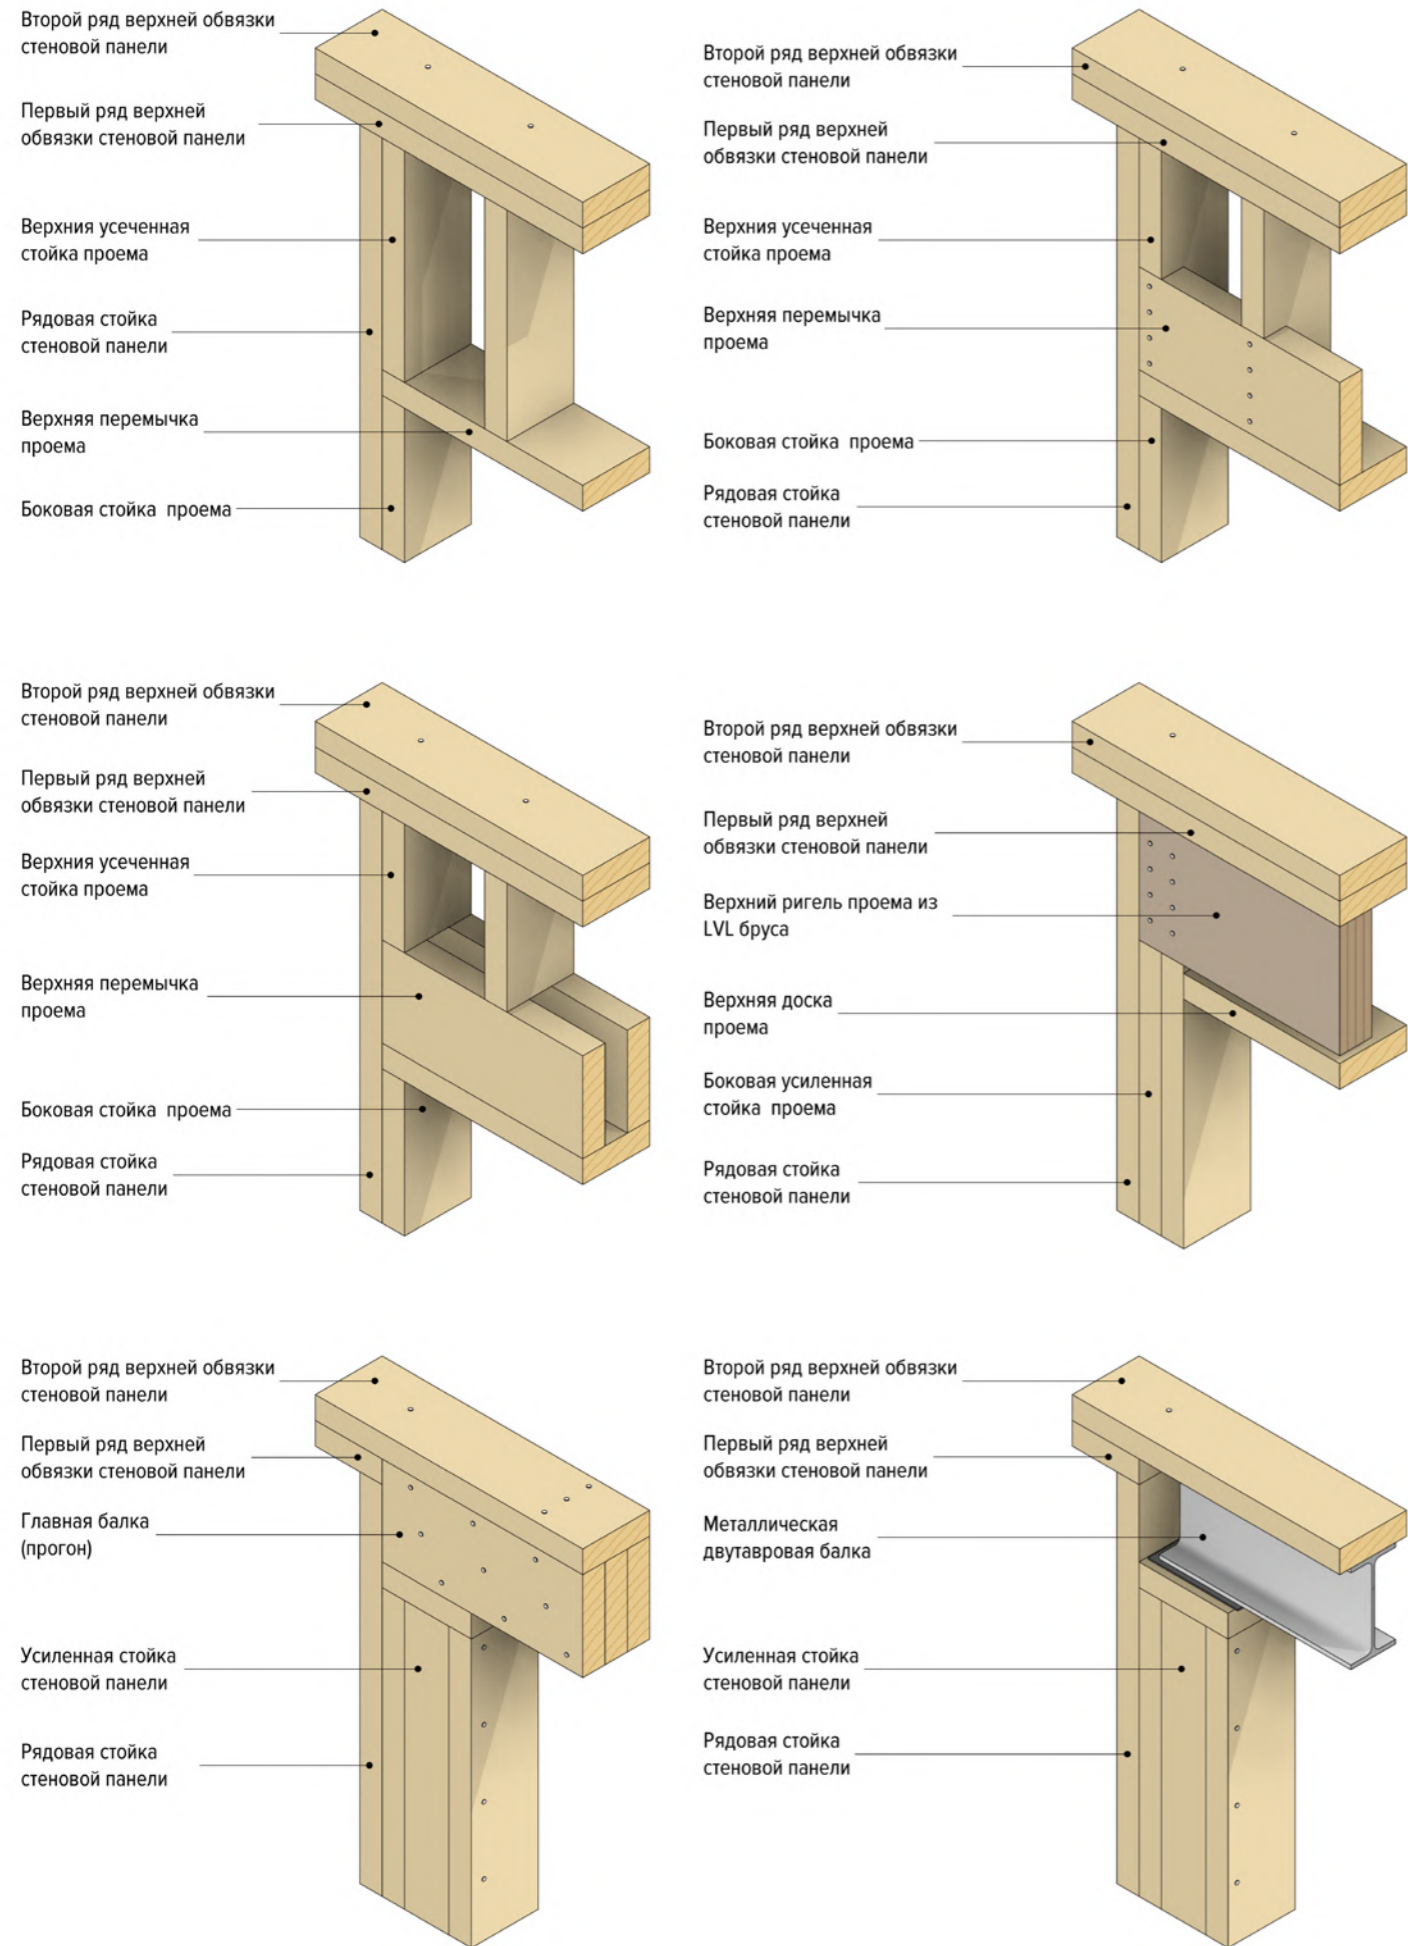 Второй ряд верхней обвязки
стеновой панели
Первый ряд верхней
обвязки стеновой панели
Верхния усеченная
стойка проема
Рядовая стойка
стеновой панели
Верхняя перемычка
проема
Боковая стойка проема
Второй ряд верхней обвязки
стеновой панели
Первый ряд верхней
обвязки стеновой панели
Верхния усеченная
стойка проема
Верхняя перемычка
проема
Боковая стойка проема
Рядовая стойка
стеновой панели
Второй ряд верхней обвязки
стеновой панели
Первый ряд верхней
обвязки стеновой панели
Верхния усеченная
стойка проема
Верхняя перемычка
проема
Боковая стойка проема
Рядовая стойка
стеновой панели
Второй ряд верхней обвязки
стеновой панели
Первый ряд верхней
обвязки стеновой панели
Верхний ригель проема из
LVL бруса
Верхняя доска
проема
Боковая усиленная
стойка проема
Рядовая стойка
стеновой панели
Второй ряд верхней обвязки
стеновой панели
Первый ряд верхней
обвязки стеновой панели
Главная балка
(прогон)
Усиленная стойка
стеновой панели
Рядовая стойка
стеновой панели
Второй ряд верхней обвязки
стеновой панели
Первый ряд верхней
обвязки стеновой панели
Металлическая
двутавровая балка
Усиленная стойка
стеновой панели
Рядовая стойка
стеновой панели